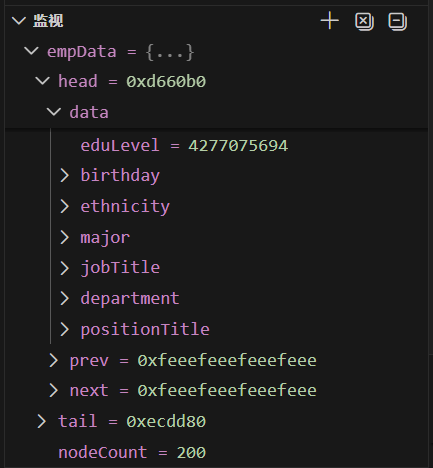 监视
empData = {...}
head = 0xd660b0
data
eduLevel = 4277075694
birthday
ethnicity
major
jobTitle
department
positionTitle
prev = 0xfeeefeeefeeefeee
next = 0xfeeefeeefeeefeee
tail = 0xecdd80
nodeCount = 200